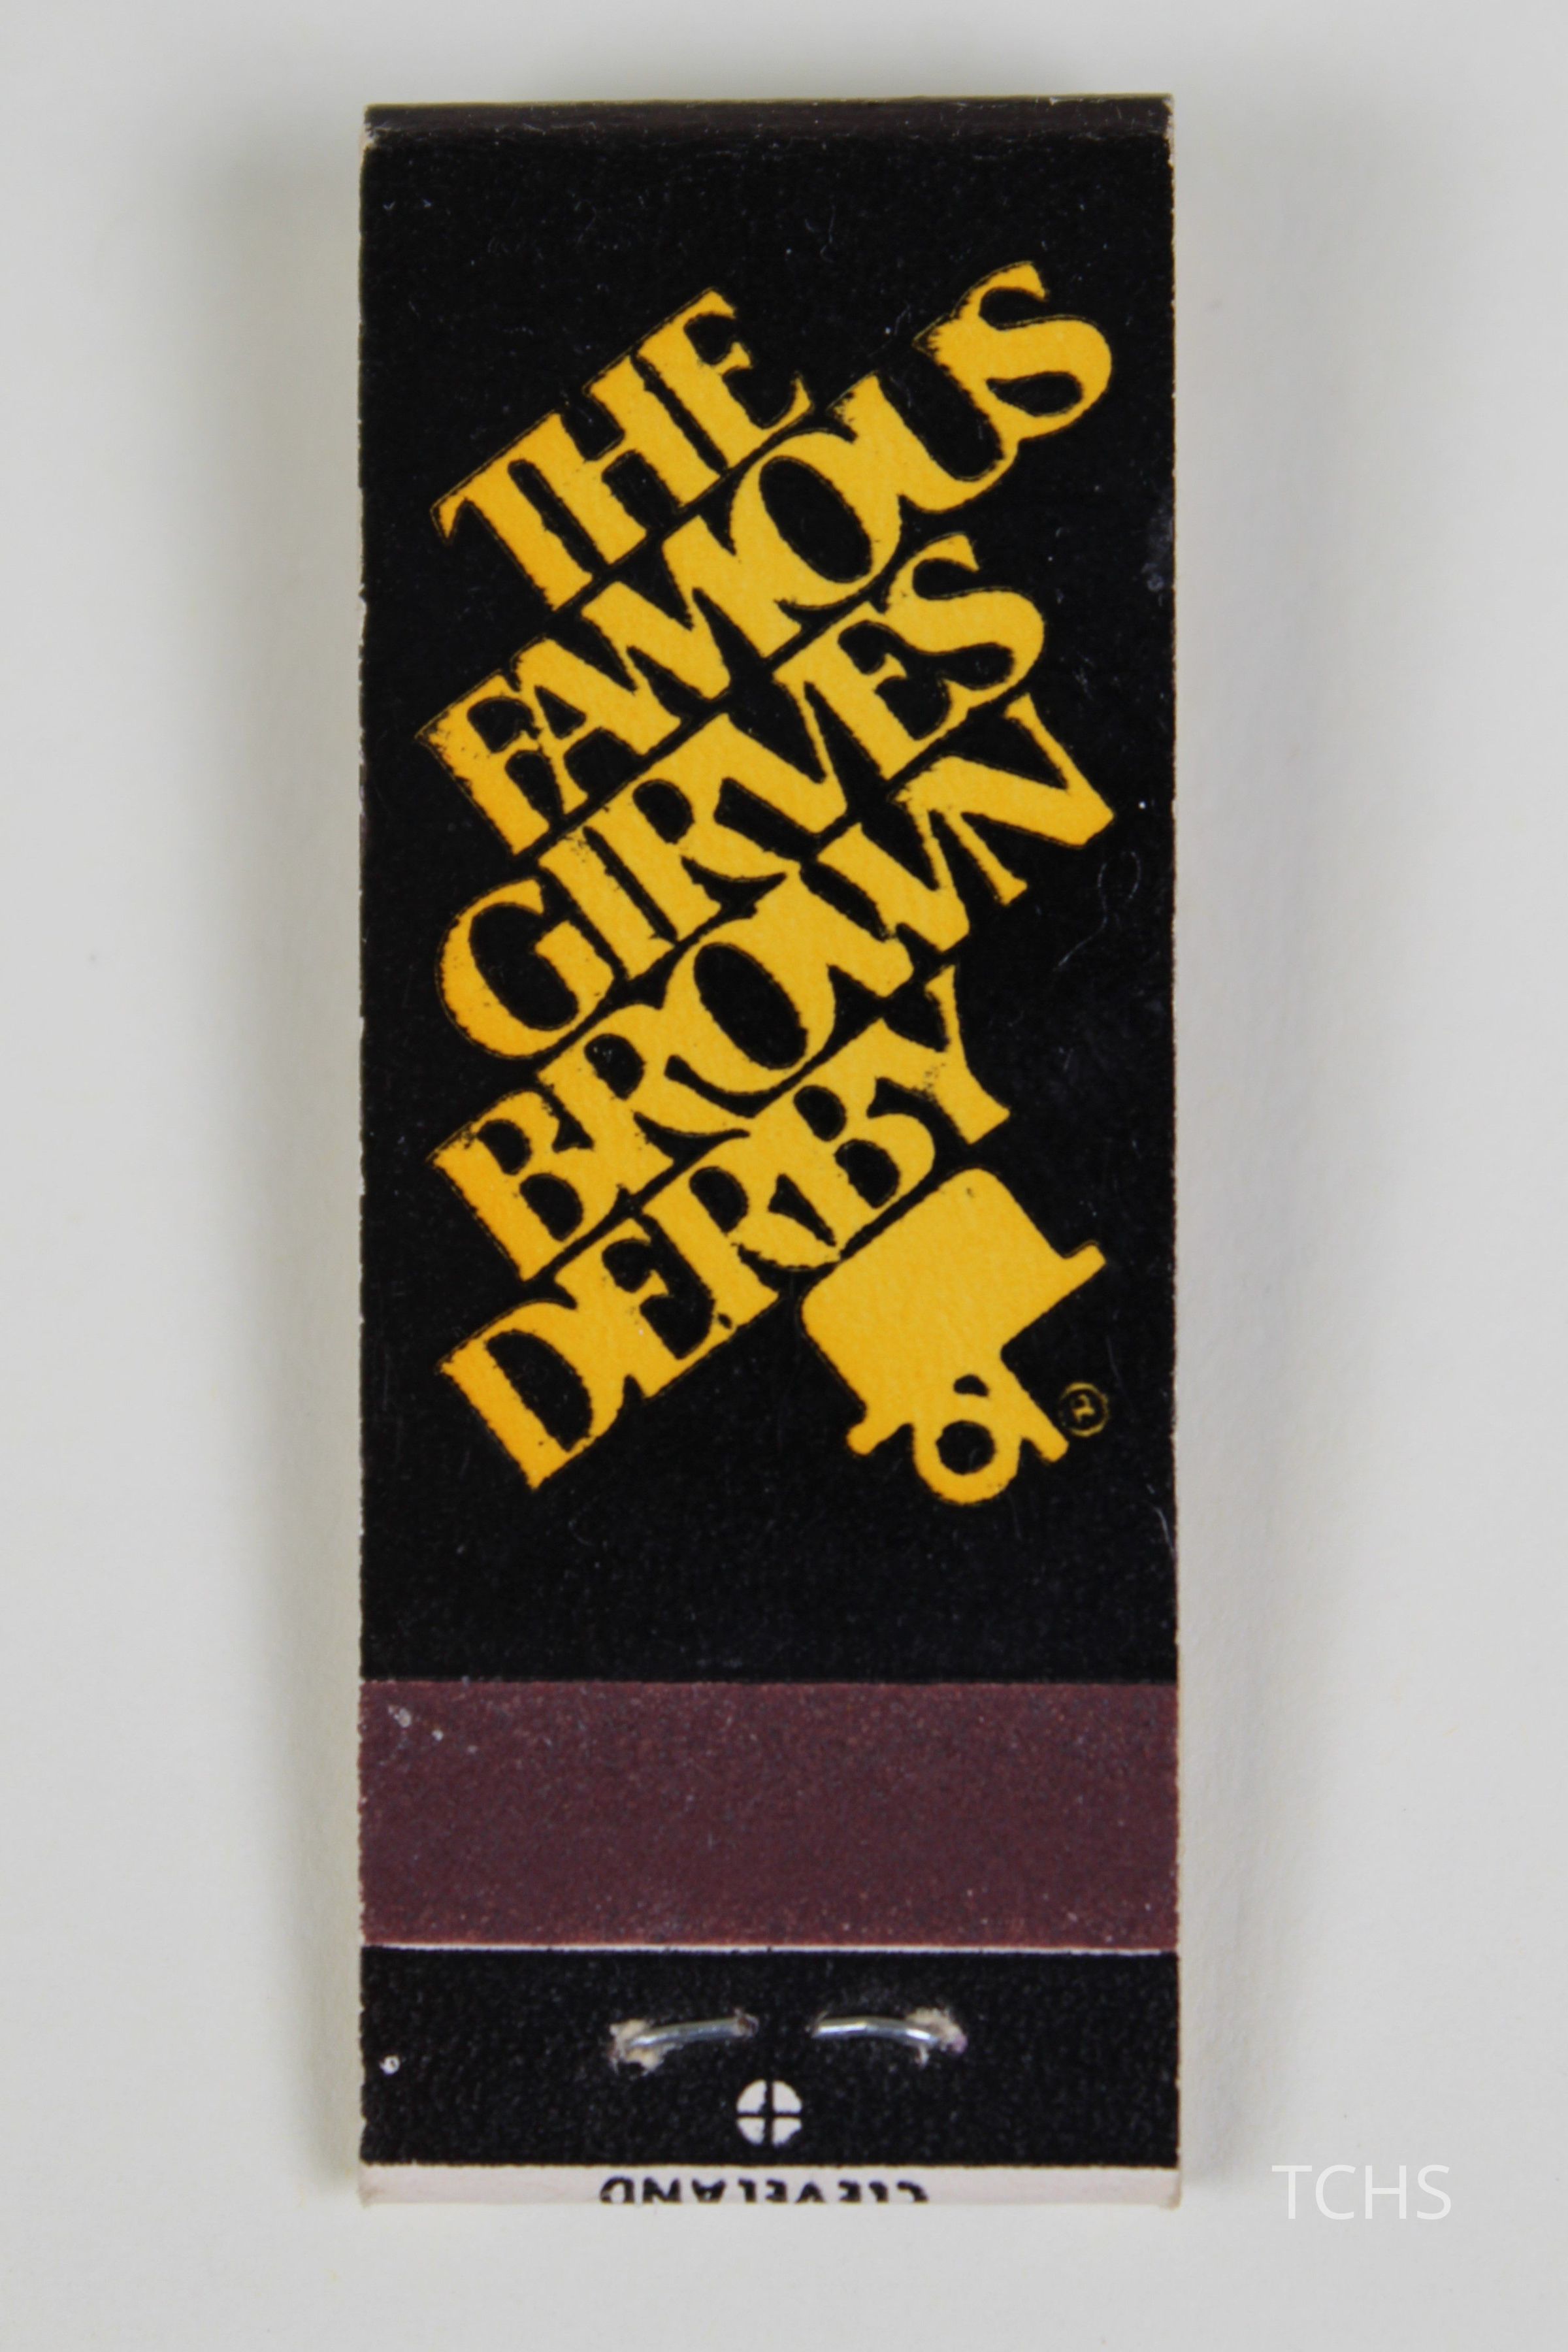 THE
FAMOUS
GIRVES
BROWN
DERBY
®
CLEVELAND
TCHS